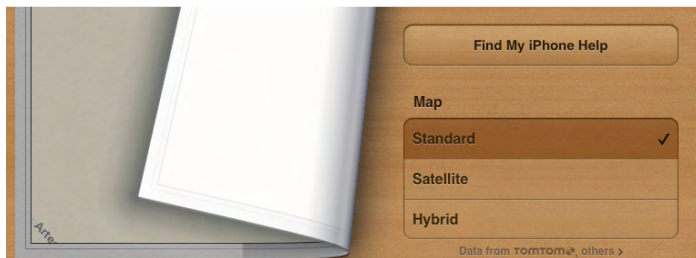 Find My iPhone Help
Map
Standard
Satellite
Hybrid
Data from TomTom, others >